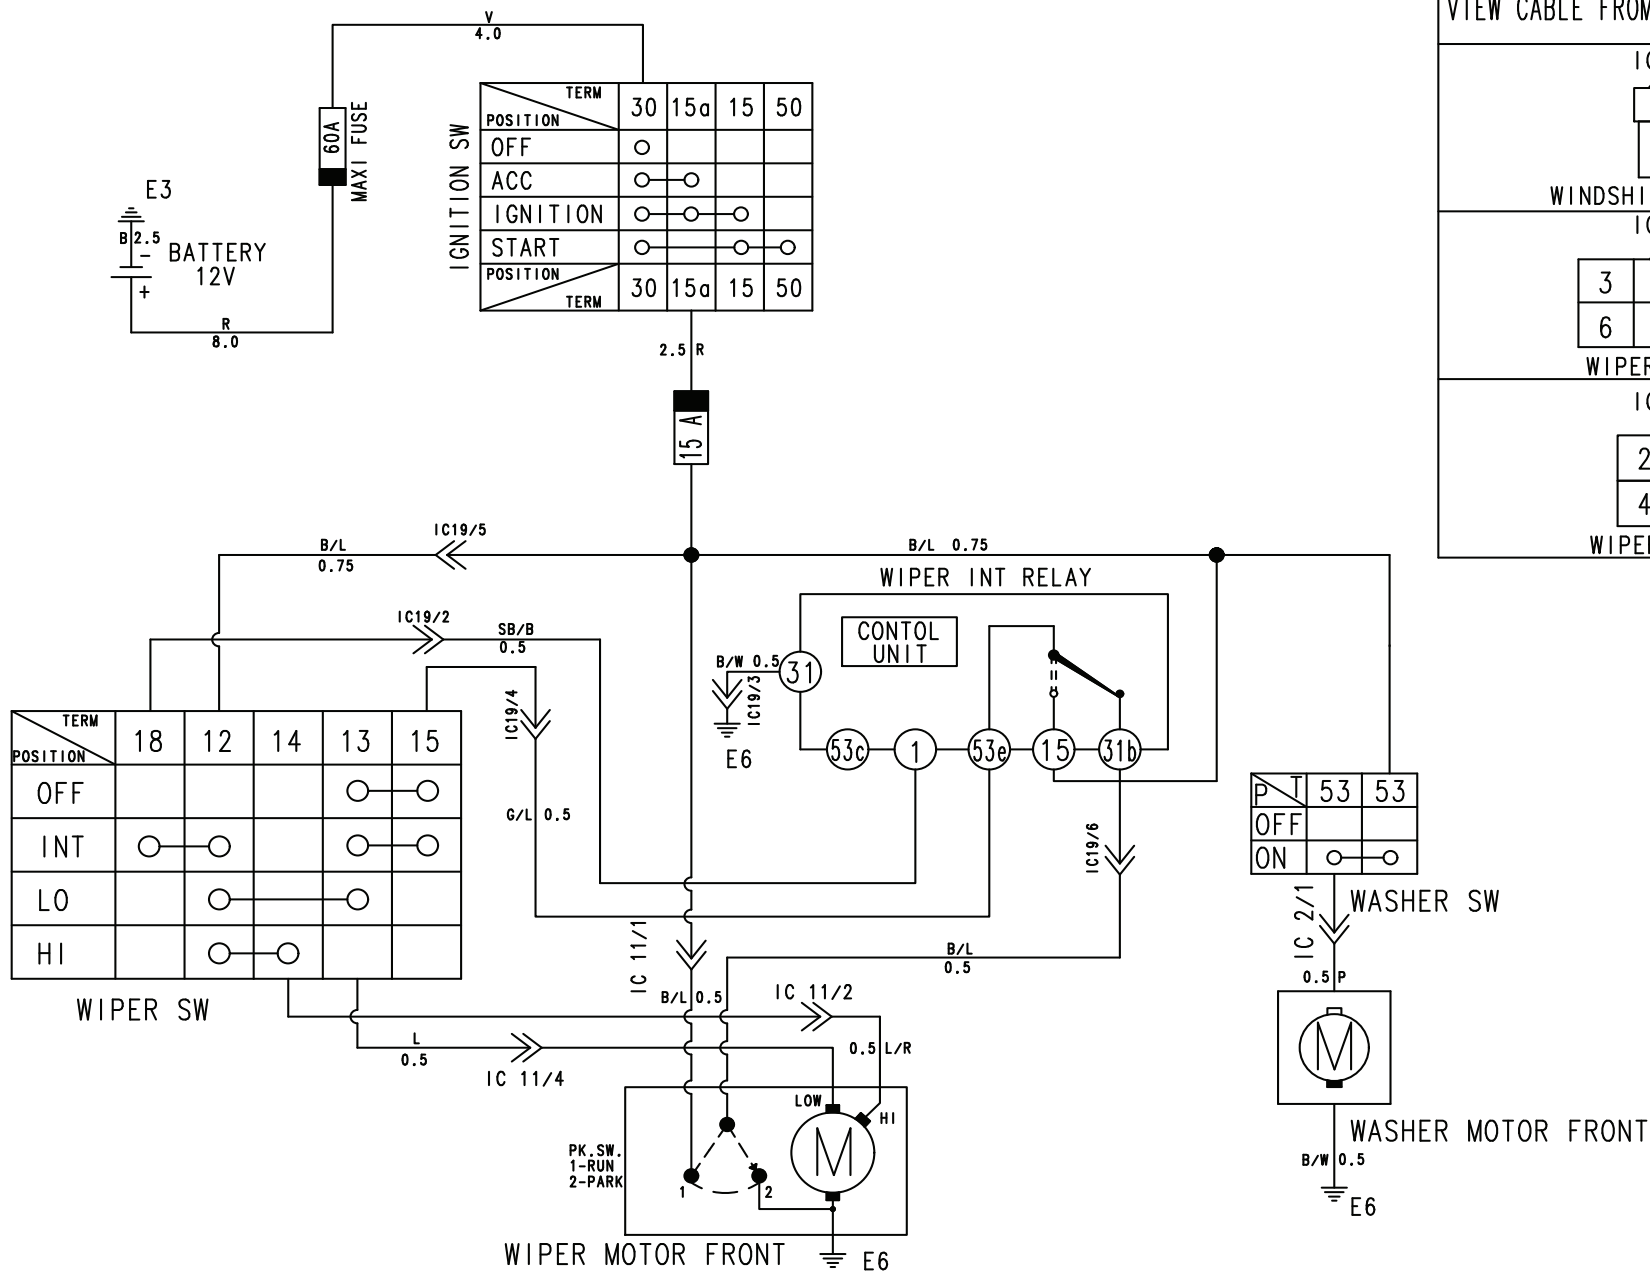 V
4.0
VIEW CABLE FROM
60A
MAXI FUSE
IGNITION SW
TERM
POSITION
30 15a 15 50
OFF
ACC
IGNITION
START
POSITION
TERM
30 15a 15 50
E3
B 2.5
-
BATTERY
12V
+
R
8.0
WINDSHI
3
6
WIPER
2
4
WIPE
2.5 R
15 A
IC19/5
B/L
0.75
B/L 0.75
WIPER INT RELAY
IC19/2
SB/B
0.5
CONTOL
UNIT
B/W 0.5
31
IC19/3
E6
IC19/4
53c 1 53e 15 31b
TERM
POSITION
18 12 14 13 15
OFF
INT
LO
HI
WIPER SW
G/L 0.5
IC19/6
P T 53 53
OFF
ON
WASHER SW
IC 2/1
0.5 P
M
WASHER MOTOR FRONT
B/W 0.5
E6
IC 11/1
B/L
0.5
B/L 0.5
IC 11/2
L
0.5
IC 11/4
0.5 L/R
LOW
HI
M
PK.SW.
1-RUN
2-PARK
1
2
WIPER MOTOR FRONT
E6